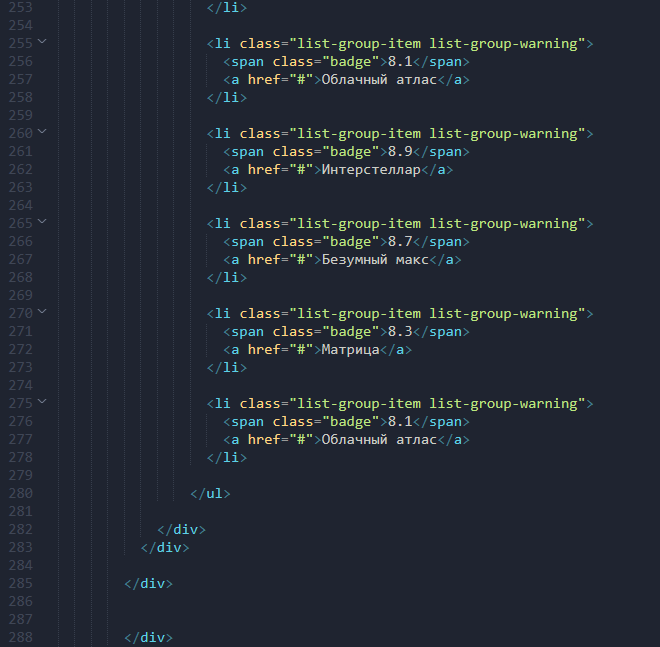 253 </li>
254
255 <li class="list-group-item list-group-warning">
256 <span class="badge">8.1</span>
257 <a href="#">Облачный атлас</a>
258 </li>
259
260 <li class="list-group-item list-group-warning">
261 <span class="badge">8.9</span>
262 <a href="#">Интерстеллар</a>
263 </li>
264
265 <li class="list-group-item list-group-warning">
266 <span class="badge">8.7</span>
267 <a href="#">Безумный макс</a>
268 </li>
269
270 <li class="list-group-item list-group-warning">
271 <span class="badge">8.3</span>
272 <a href="#">Матрица</a>
273 </li>
274
275 <li class="list-group-item list-group-warning">
276 <span class="badge">8.1</span>
277 <a href="#">Облачный атлас</a>
278 </li>
279
280 </ul>
281
282 </div>
283 </div>
284
285 </div>
286
287
288 </div>